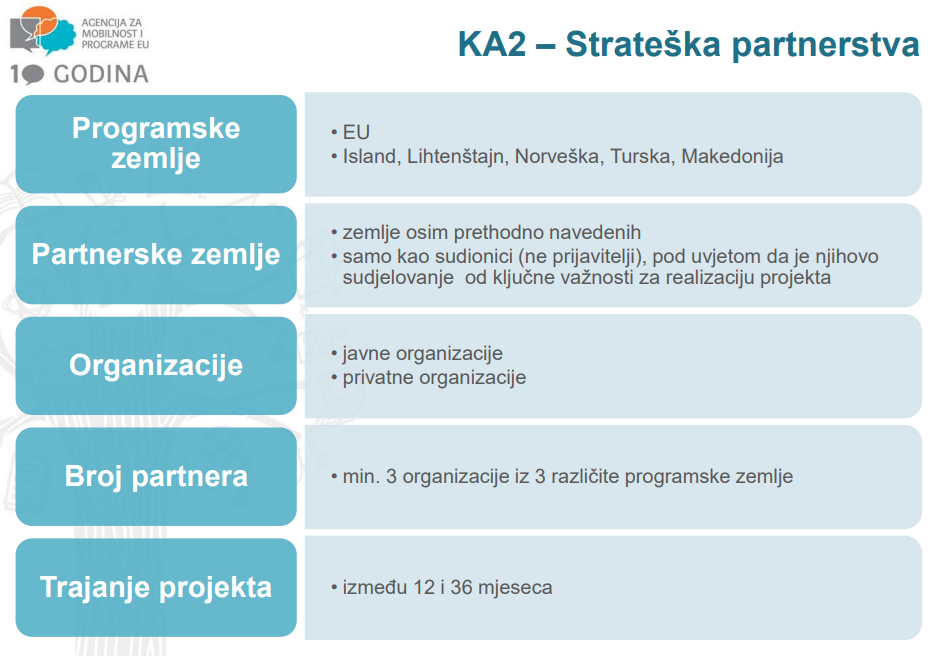 AGENCIJA ZA
MOBILNOST I
PROGRAME EU
10 GODINA
KA2 – Strateška partnerstva
Programske
zemlje
• EU
• Island, Lihtenštajn, Norveška, Turska, Makedonija
Partnerske zemlje
• zemlje osim prethodno navedenih
• samo kao sudionici (ne prijavitelji), pod uvjetom da je njihovo
sudjelovanje od ključne važnosti za realizaciju projekta
Organizacije
• javne organizacije
• privatne organizacije
Broj partnera
• min. 3 organizacije iz 3 različite programske zemlje
Trajanje projekta
• između 12 i 36 mjeseca